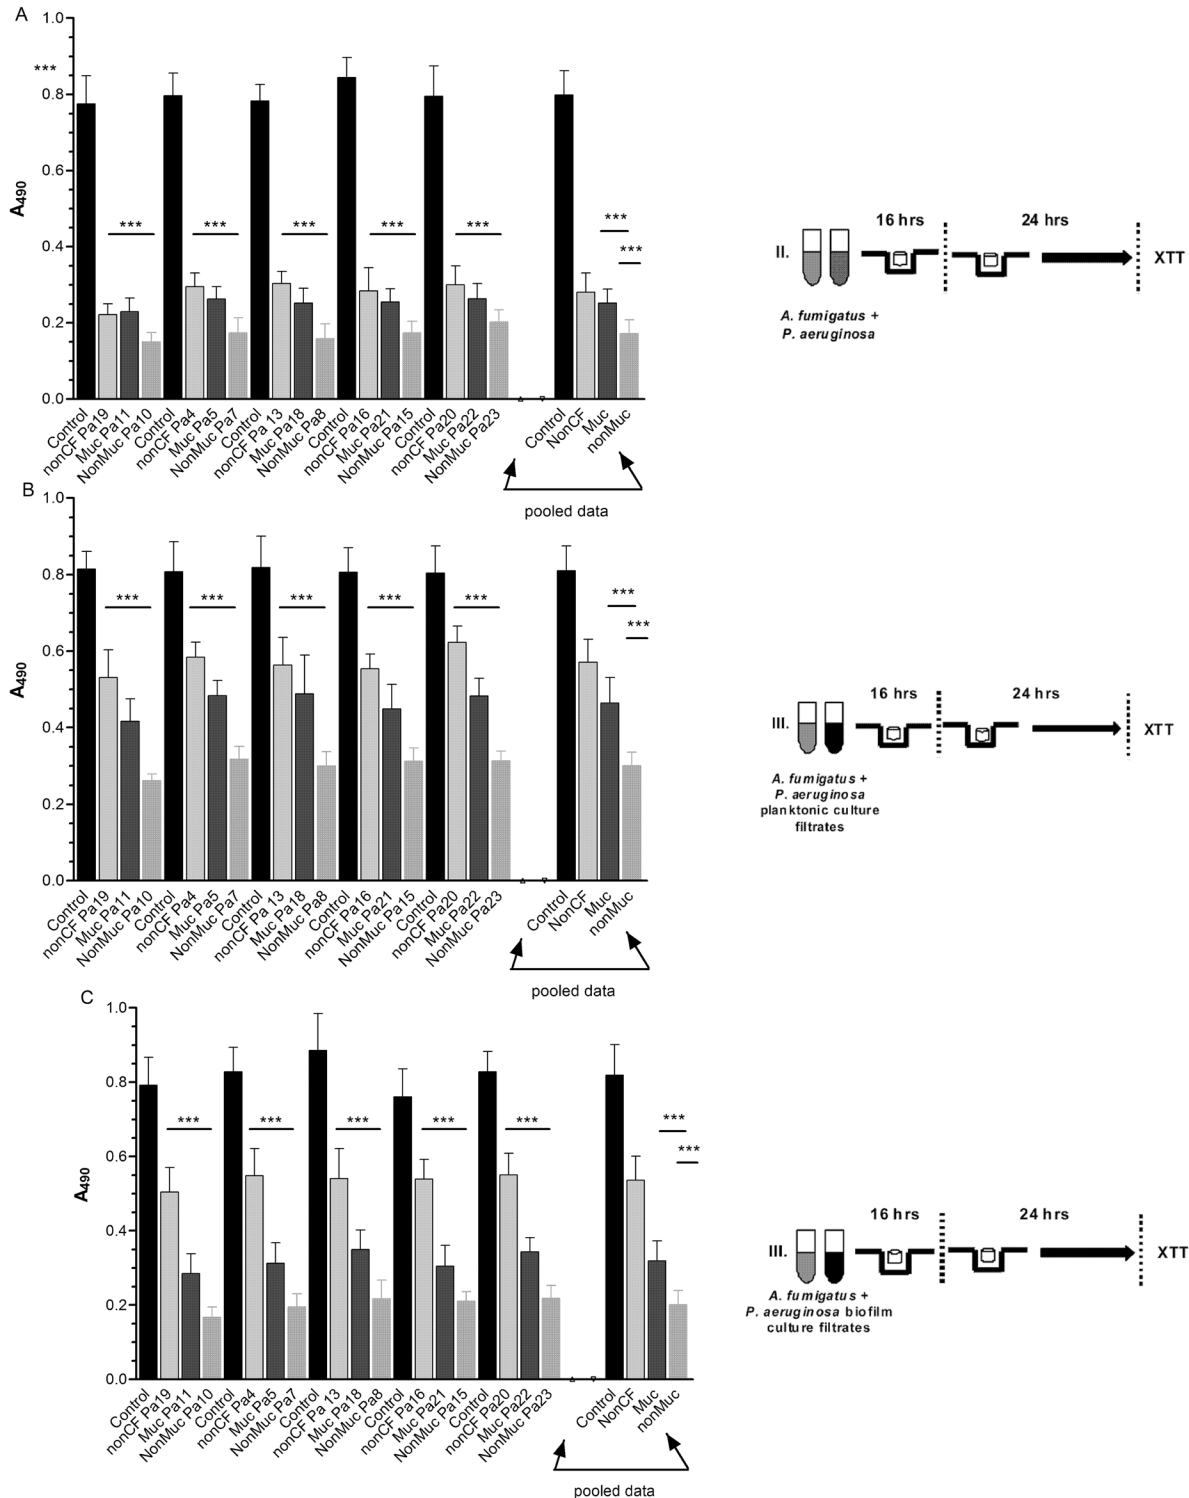 A
1.0
***
0.8
0.6
0.4
0.2
0.0
A490
*** *** *** *** *** ***
***
Control
nonCF Pa19
Muc Pa11
NonMuc Pa10
Control
nonCF Pa4
Muc Pa5
NonMuc Pa7
Control
nonCF Pa 13
Muc Pa18
NonMuc Pa8
Control
nonCF Pa16
Muc Pa21
NonMuc Pa15
Control
nonCF Pa20
Muc Pa22
NonMuc Pa23
Control
NonCF
Muc
nonMuc
pooled data
16 hrs 24 hrs
II.
XTT
A. fumigatus +
P. aeruginosa
B
1.0
0.8
0.6
0.4
0.2
0.0
A490
*** *** *** *** *** ***
***
Control
nonCF Pa19
Muc Pa11
NonMuc Pa10
Control
nonCF Pa4
Muc Pa5
NonMuc Pa7
Control
nonCF Pa 13
Muc Pa18
NonMuc Pa8
Control
nonCF Pa16
Muc Pa21
NonMuc Pa15
Control
nonCF Pa20
Muc Pa22
NonMuc Pa23
Control
NonCF
Muc
nonMuc
pooled data
16 hrs 24 hrs
III.
XTT
A. fumigatus +
P. aeruginosa
planktonic culture
filtrates
C
1.0
0.8
0.6
0.4
0.2
0.0
A490
*** *** *** *** *** ***
***
Control
nonCF Pa19
Muc Pa11
NonMuc Pa10
Control
nonCF Pa4
Muc Pa5
NonMuc Pa7
Control
nonCF Pa 13
Muc Pa18
NonMuc Pa8
Control
nonCF Pa16
Muc Pa21
NonMuc Pa15
Control
nonCF Pa20
Muc Pa22
NonMuc Pa23
Control
NonCF
Muc
nonMuc
pooled data
16 hrs 24 hrs
III.
XTT
A. fumigatus +
P. aeruginosa biofilm
culture filtrates